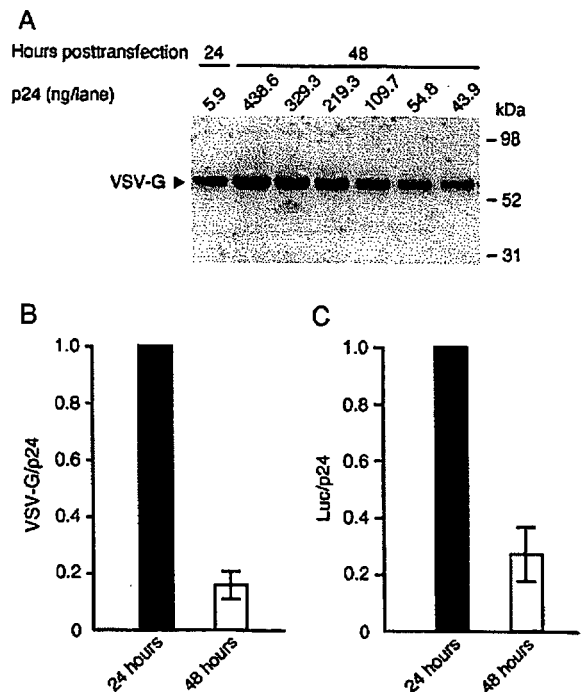 A
Hours posttransfection 24 48
p24 (ng/lane) 5.9 438.6 329.3 219.3 109.7 54.8 43.9 kDa
98
VSV-G
52
31
B
C
1.0 1.0
0.8 0.8
0.6 0.6
0.4 0.4
0.2 0.2
0 0
VSV-G/p24
Luc/p24
24 hours 48 hours 24 hours 48 hours